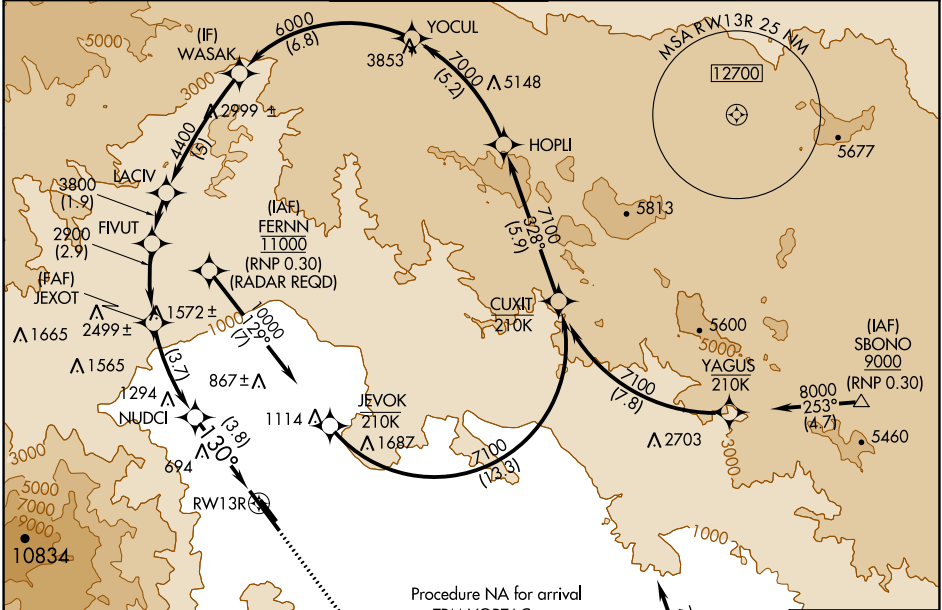 5000
(IF)
WASAK
6000
(6.8)
YOCUL
3853
7000
(5.2)
5148
MSA RW13R 25 NM
12700
5677
3000
2999 ±
4400
(5)
HOPLI
LACIV
3800
(1.9)
FIVUT
2900
(2.9)
(IAF)
FERNN
11000
(RNP 0.30)
(RADAR REQD)
7100
328°
(5.9)
5813
(FAF)
JEXOT
1572 ±
2499 ±
1665
1000
10000
129°
(7)
CUXIT
210K
5600
5000
(IAF)
SBONO
9000
(RNP 0.30)
1565
(3.7)
867 ±
YAGUS
210K
7100
(7.8)
8000
253°
(4.7)
1294
NUDCI
(3.8)
130°
694
1114
JEVOK
210K
1687
7100
(13.3)
2703
3000
5460
3000
5000
7000
9000
10834
RW13R
1000
Procedure NA for arrival